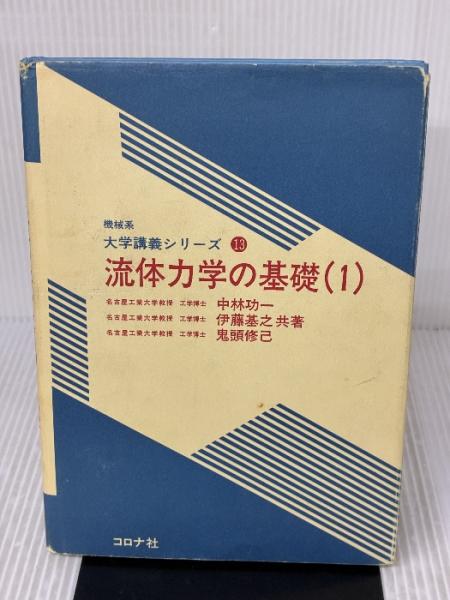 機械系
大学講義シリーズ 13
流体力学の基礎(1)
名古屋工業大学教授 工学博士 中林功一
名古屋工業大学教授 工学博士 伊藤基之共著
名古屋工業大学教授 工学博士 鬼頭修己
コロナ社